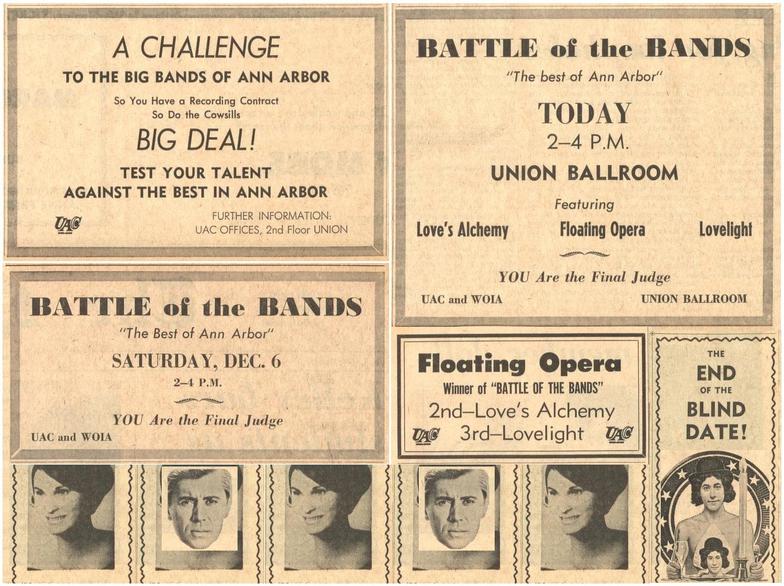 A CHALLENGE
TO THE BIG BANDS OF ANN ARBOR
So You Have a Recording Contract
So Do the Cowsills
BIG DEAL!
TEST YOUR TALENT
AGAINST THE BEST IN ANN ARBOR
UAC
FURTHER INFORMATION:
UAC OFFICES, 2nd Floor UNION
BATTLE of the BANDS
"The best of Ann Arbor"
TODAY
2–4 P.M.
UNION BALLROOM
Featuring
Love's Alchemy Floating Opera Lovelight
YOU Are the Final Judge
UAC and WOIA UNION BALLROOM
BATTLE of the BANDS
"The Best of Ann Arbor"
SATURDAY, DEC. 6
2–4 P.M.
YOU Are the Final Judge
UAC and WOIA
Floating Opera
Winner of "BATTLE OF THE BANDS"
2nd—Love's Alchemy
UAC 3rd—Lovelight UAC
THE
END
OF THE
BLIND
DATE!